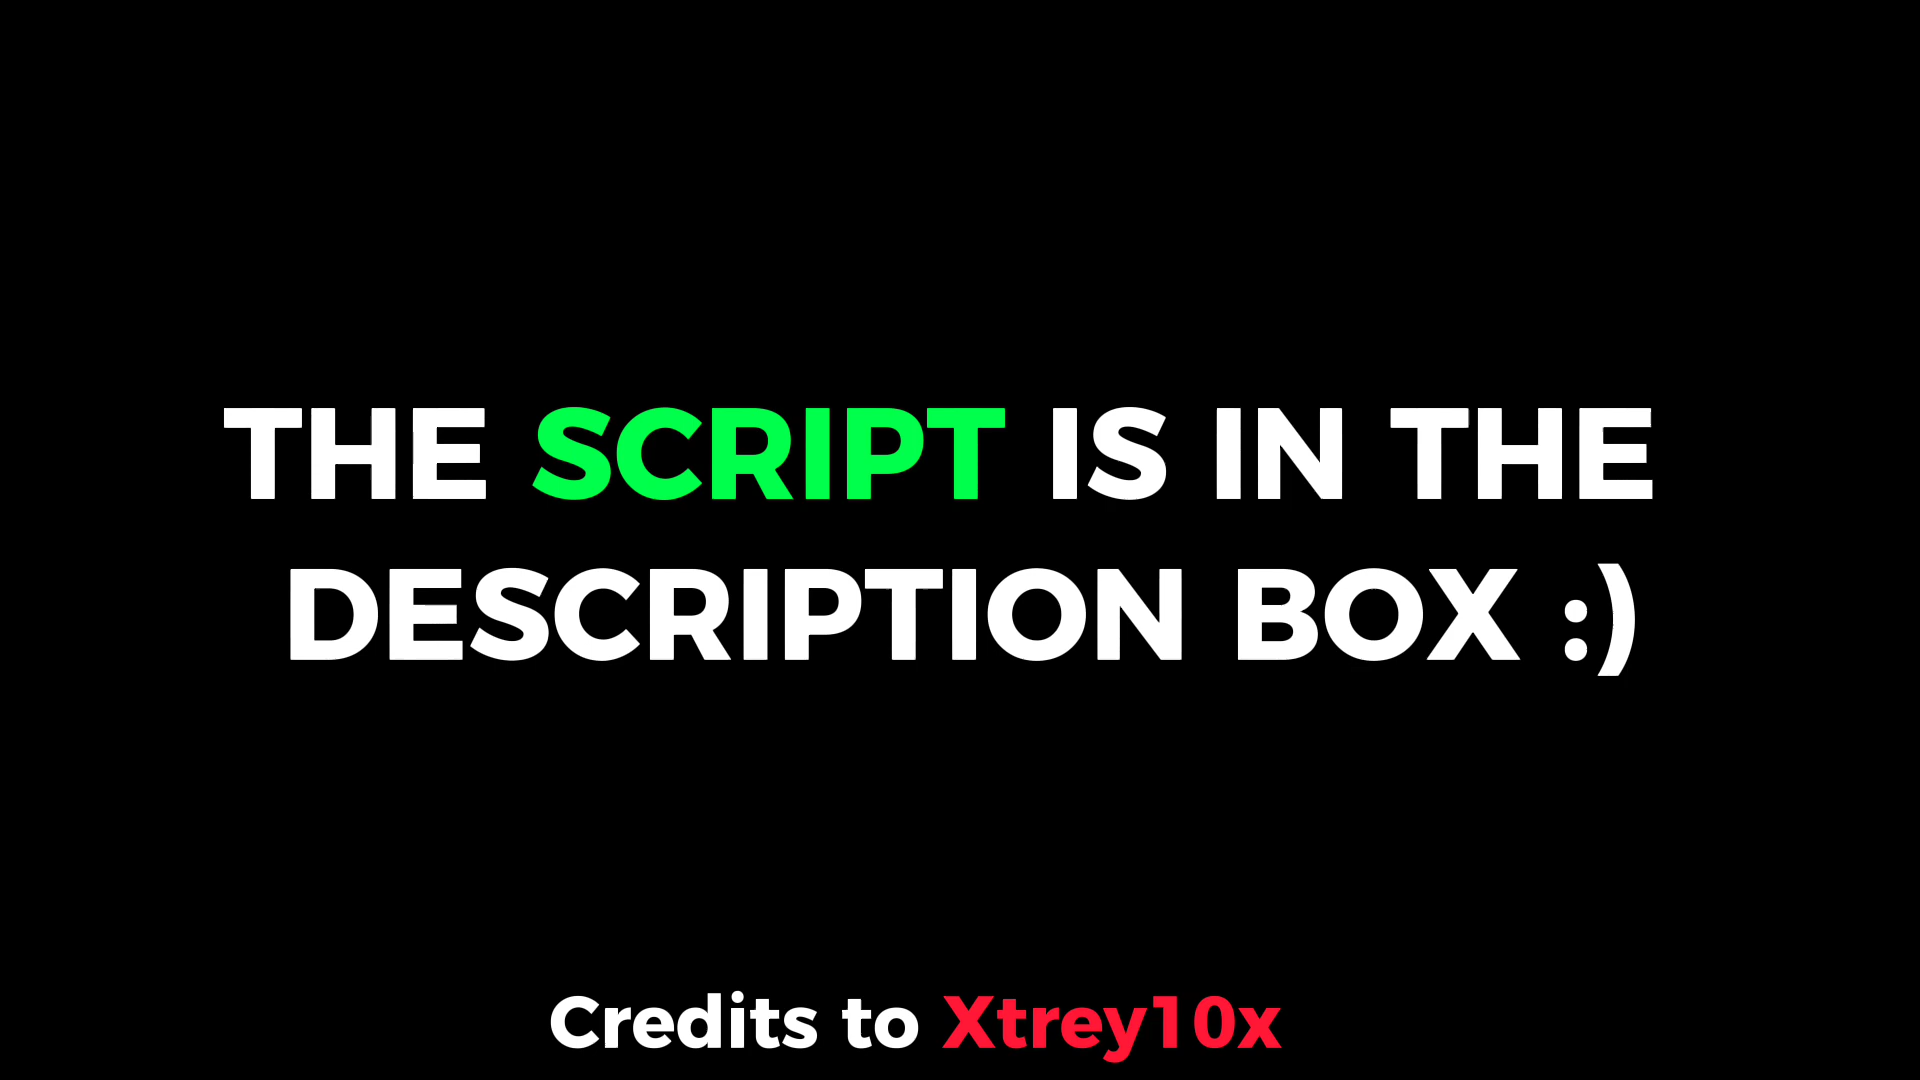 THE SCRIPT IS IN THE
DESCRIPTION BOX :)
Credits to Xtrey10x